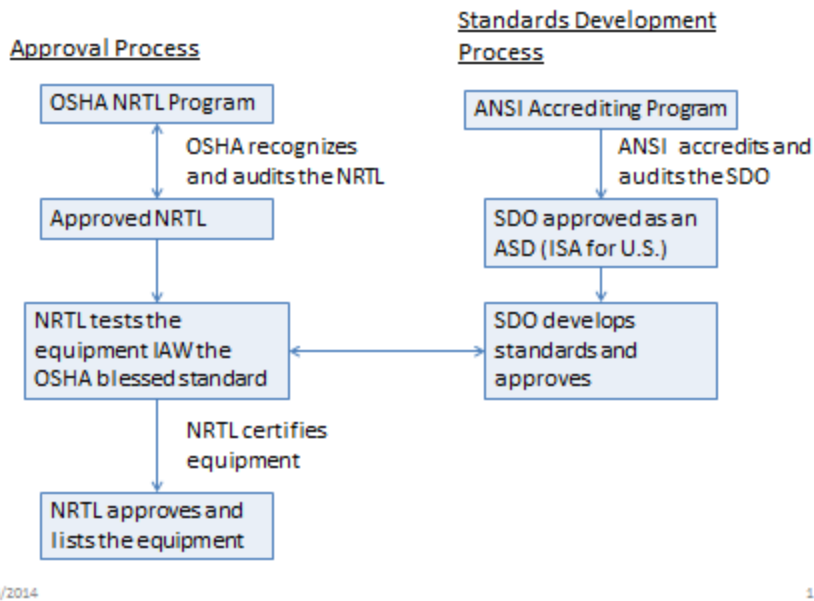 Approval Process
Standards Development
Process
OSHA NRTL Program
OSHA recognizes
and audits the NRTL
Approved NRTL
NRTL tests the
equipment IAW the
OSHA blessed standard
NRTL certifies
equipment
NRTL approves and
lists the equipment
ANSI Accrediting Program
ANSI accredits and
audits the SDO
SDO approved as an
ASD (ISA for U.S.)
SDO develops
standards and
approves
/2014
1